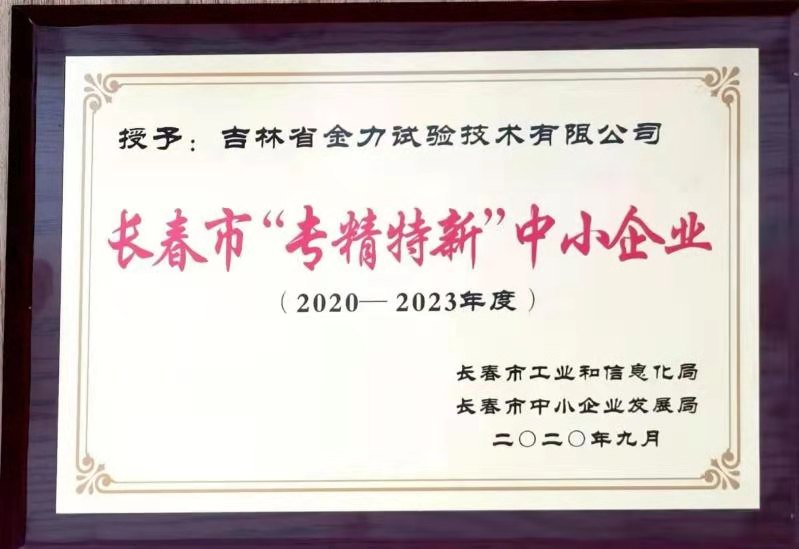 授予：吉林省金力试验技术有限公司
长春市“专精特新”中小企业
（2020—2023年度）
长春市工业和信息化局
长春市中小企业发展局
二〇二〇年九月